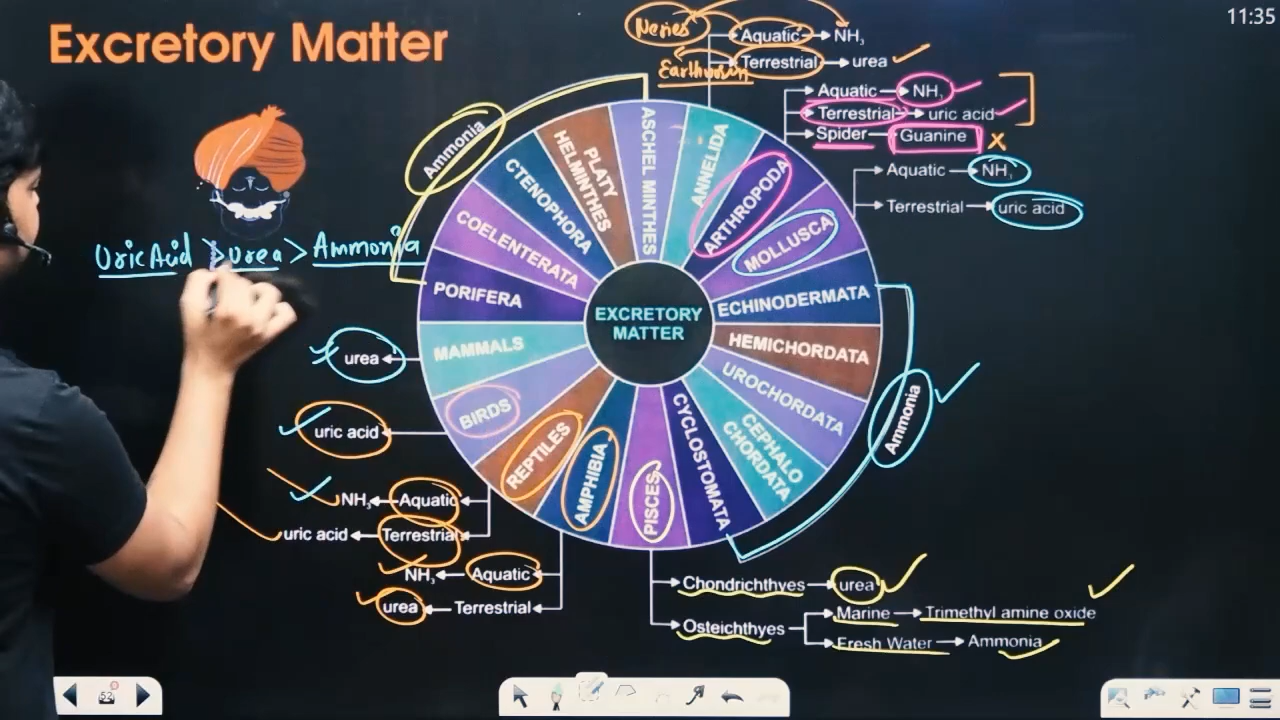 11:35
Excretory Matter
Neries
Aquatic → NH₃
Earthworm
Terrestrial → urea
Aquatic → NH₃
Terrestrial → uric acid
Spider → Guanine
Aquatic → NH₃
Terrestrial → uric acid
Ammonia
Uric Acid > Urea > Ammonia
EXCRETORY MATTER
PORIFERA
COELENTERATA
CTENOPHORA
PLATY HELMINTHES
ASCHEL MINTHES
ANNELIDA
ARTHROPODA
MOLLUSCA
ECHINODERMATA
HEMICHORDATA
UROCHORDATA
CEPHALO CHORDATA
CYCLOSTOMATA
PISCES
AMPHIBIA
REPTILES
BIRDS
MAMMALS
Ammonia
urea
uric acid
NH₃ ← Aquatic
uric acid ← Terrestrial
NH₃ ← Aquatic
urea ← Terrestrial
Chondrichthyes → urea
Osteichthyes
Marine → Trimethyl amine oxide
Fresh Water → Ammonia
52